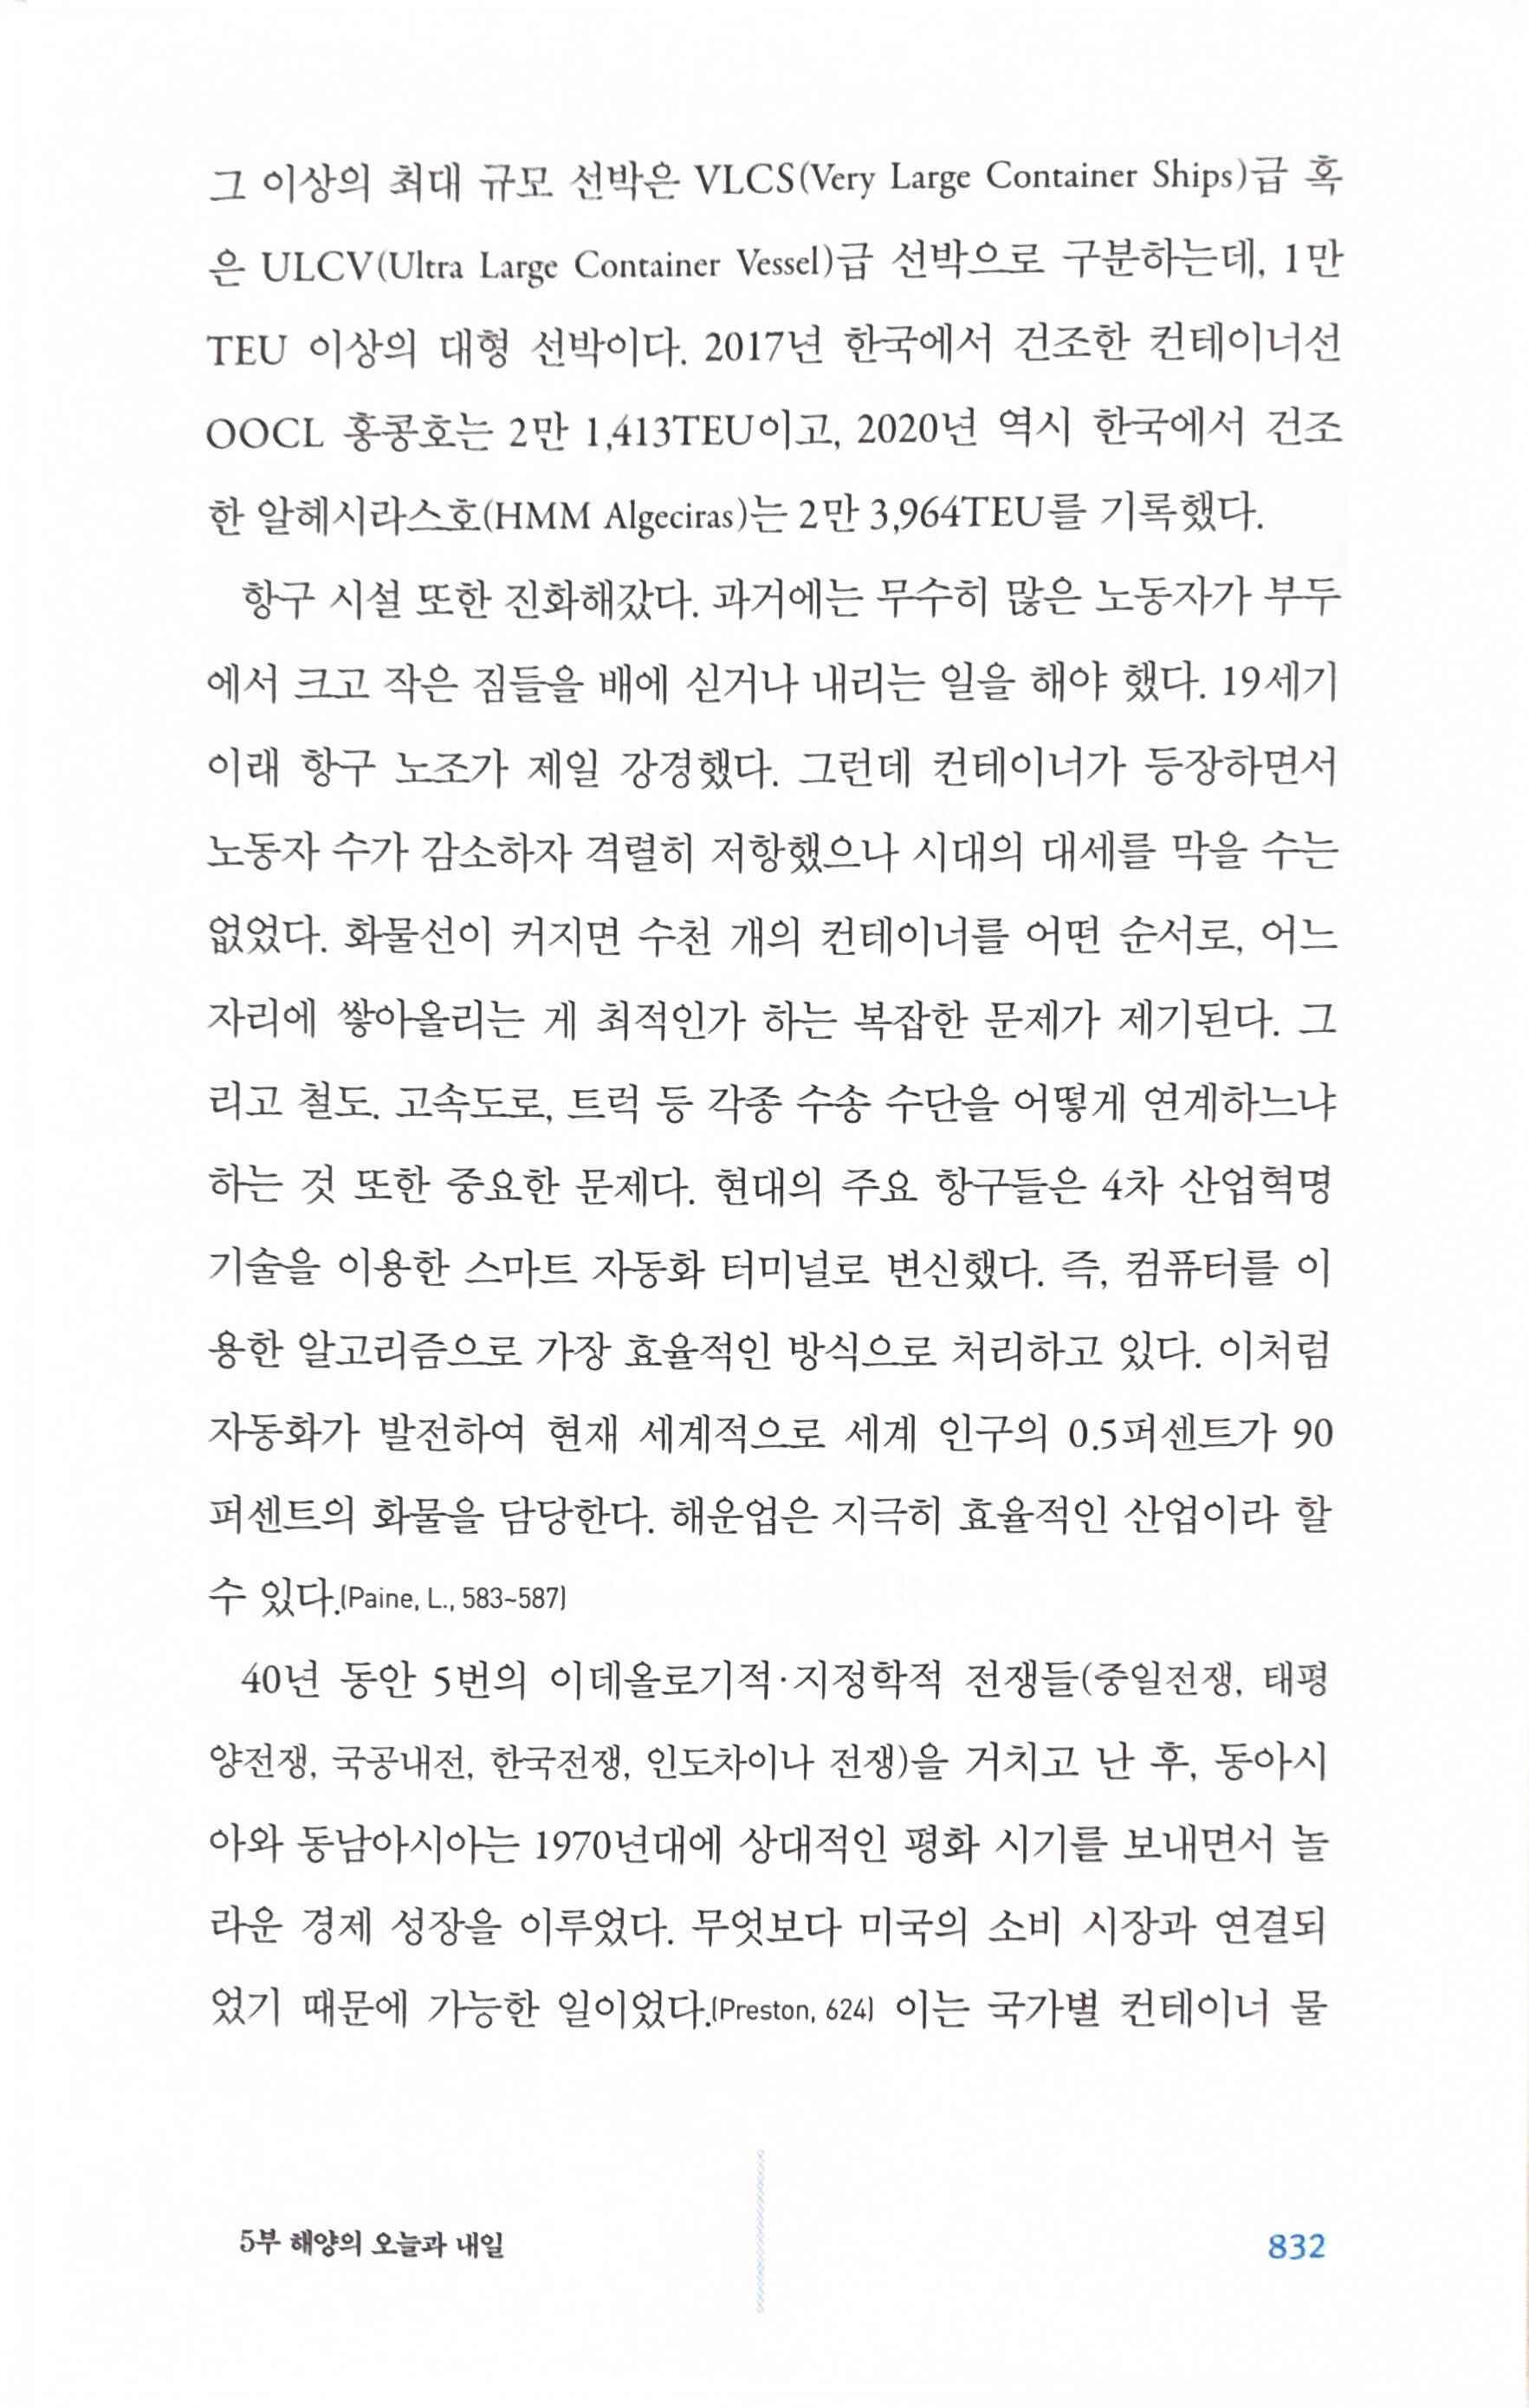 그 이상의 최대 규모 선박은 VLCS(Very Large Container Ships)급 혹
은 ULCV(Ultra Large Container Vessel)급 선박으로 구분하는데, 1만
TEU 이상의 대형 선박이다. 2017년 한국에서 건조한 컨테이너선
OOCL 홍콩호는 2만 1,413TEU이고, 2020년 역시 한국에서 건조
한 알헤시라스호(HMM Algeciras)는 2만 3,964TEU를 기록했다.
항구 시설 또한 진화해갔다. 과거에는 무수히 많은 노동자가 부두
에서 크고 작은 짐들을 배에 싣거나 내리는 일을 해야 했다. 19세기
이래 항구 노조가 제일 강경했다. 그런데 컨테이너가 등장하면서
노동자 수가 감소하자 격렬히 저항했으나 시대의 대세를 막을 수는
없었다. 화물선이 커지면 수천 개의 컨테이너를 어떤 순서로, 어느
자리에 쌓아올리는 게 최적인가 하는 복잡한 문제가 제기된다. 그
리고 철도, 고속도로, 트럭 등 각종 수송 수단을 어떻게 연계하느냐
하는 것 또한 중요한 문제다. 현대의 주요 항구들은 4차 산업혁명
기술을 이용한 스마트 자동화 터미널로 변신했다. 즉, 컴퓨터를 이
용한 알고리즘으로 가장 효율적인 방식으로 처리하고 있다. 이처럼
자동화가 발전하여 현재 세계적으로 세계 인구의 0.5퍼센트가 90
퍼센트의 화물을 담당한다. 해운업은 지극히 효율적인 산업이라 할
수 있다.(Paine, L., 583~587)
40년 동안 5번의 이데올로기적·지정학적 전쟁들(중일전쟁, 태평
양전쟁, 국공내전, 한국전쟁, 인도차이나 전쟁)을 거치고 난 후, 동아시
아와 동남아시아는 1970년대에 상대적인 평화 시기를 보내면서 놀
라운 경제 성장을 이루었다. 무엇보다 미국의 소비 시장과 연결되
었기 때문에 가능한 일이었다.(Preston, 624) 이는 국가별 컨테이너 물
5부 해양의 오늘과 내일
832